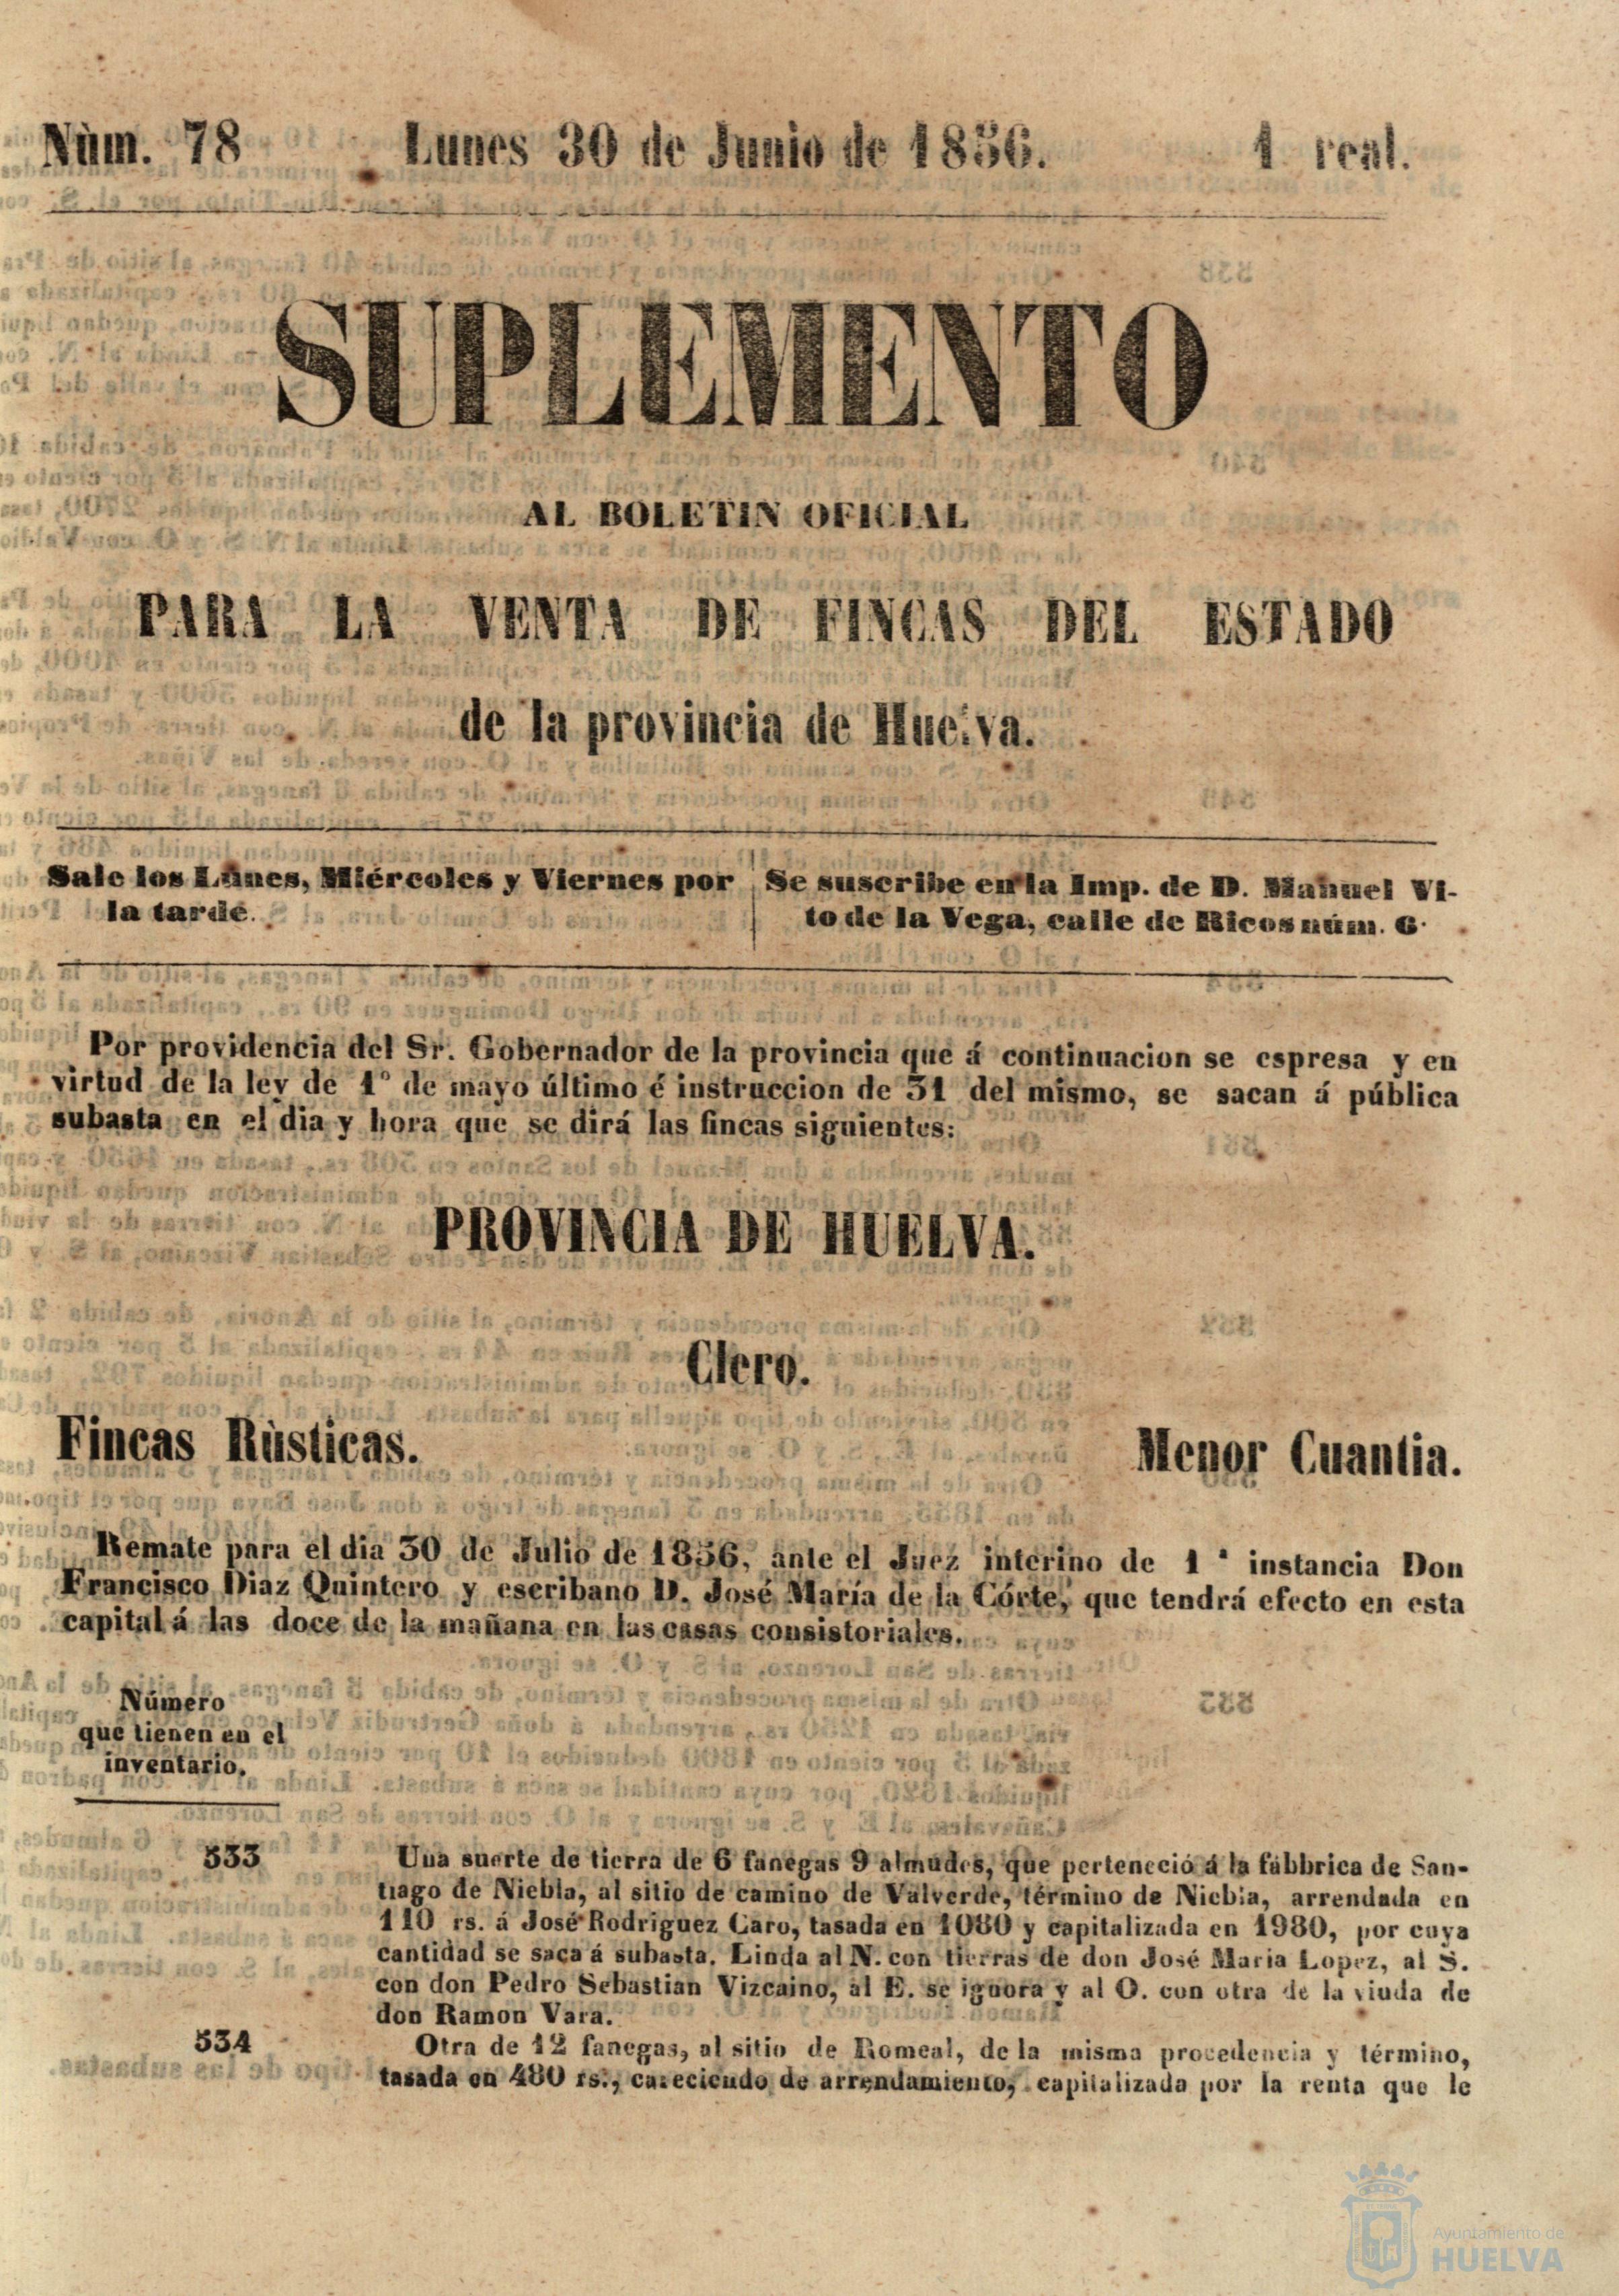 Nùm. 78 Lunes 30 de Junio de 1856. 1 real.
SUPLEMENTO
AL BOLETIN OFICIAL
PARA LA VENTA DE FINCAS DEL ESTADO
de la provincia de Huelva.
Sale los Lúnes, Miércoles y Viernes por
la tarde.
Se suscribe en la Imp. de D. Manuel Vi-
to de la Vega, calle de Ricos núm. 6
Por providencia del Sr. Gobernador de la provincia que á continuacion se espresa y en
virtud de la ley de 1º de mayo último é instruccion de 31 del mismo, se sacan á pública
subasta en el dia y hora que se dirá las fincas siguientes:
PROVINCIA DE HUELVA.
Clero.
Fincas Rùsticas. Menor Cuantia.
Remate para el dia 30 de Julio de 1856, ante el Juez interino de 1ª instancia Don
Francisco Diaz Quintero y escribano D. José María de la Córte, que tendrá efecto en esta
capital á las doce de la mañana en las casas consistoriales.
Número
que tienen en el
inventario.
533 Una suerte de tierra de 6 fanegas 9 almudes, que perteneció á la fábbrica de San-
tiago de Niebla, al sitio de camino de Valverde, término de Niebla, arrendada en
110 rs. á José Rodriguez Caro, tasada en 1080 y capitalizada en 1980, por cuya
cantidad se saca á subasta. Linda al N. con tierras de don José Maria Lopez, al S.
con don Pedro Sebastian Vizcaino, al E. se ignora y al O. con otra de la viuda de
don Ramon Vara.
534 Otra de 12 fanegas, al sitio de Romeal, de la misma procedencia y término,
tasada en 480 rs., careciendo de arrendamiento, capitalizada por la renta que le
Ayuntamiento de
HUELVA